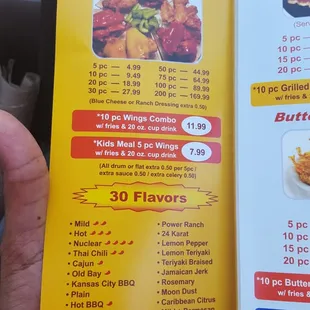 5 pc — 4.99
10 pc — 9.49
20 pc — 18.99
30 pc — 27.99
50 pc — 44.99
75 pc — 64.99
100 pc — 89.99
200 pc — 169.99
(Blue Cheese or Ranch Dressing extra 0.50)
*10 pc Wings Combo
w/ fries & 20 oz. cup drink
11.99
*Kids Meal 5 pc Wings
w/ fries & 20 oz. cup drink
7.99
(All drum or flat extra 0.50 per 5pc /
extra sauce 0.50 / extra celery 0.50)
30 Flavors
• Mild
• Hot
• Nuclear
• Thai Chili
• Cajun
• Old Bay
• Kansas City BBQ
• Plain
• Hot BBQ
• Power Ranch
• 24 Karat
• Lemon Pepper
• Lemon Teriyaki
• Teriyaki Braised
• Jamaican Jerk
• Rosemary
• Moon Dust
• Caribbean Citrus
5 pc
10 pc
15 pc
20 pc
*10 pc Grilled
w/ fries &
Butte
5 pc
10 pc
15 pc
20 pc
*10 pc Butter
w/ fries &